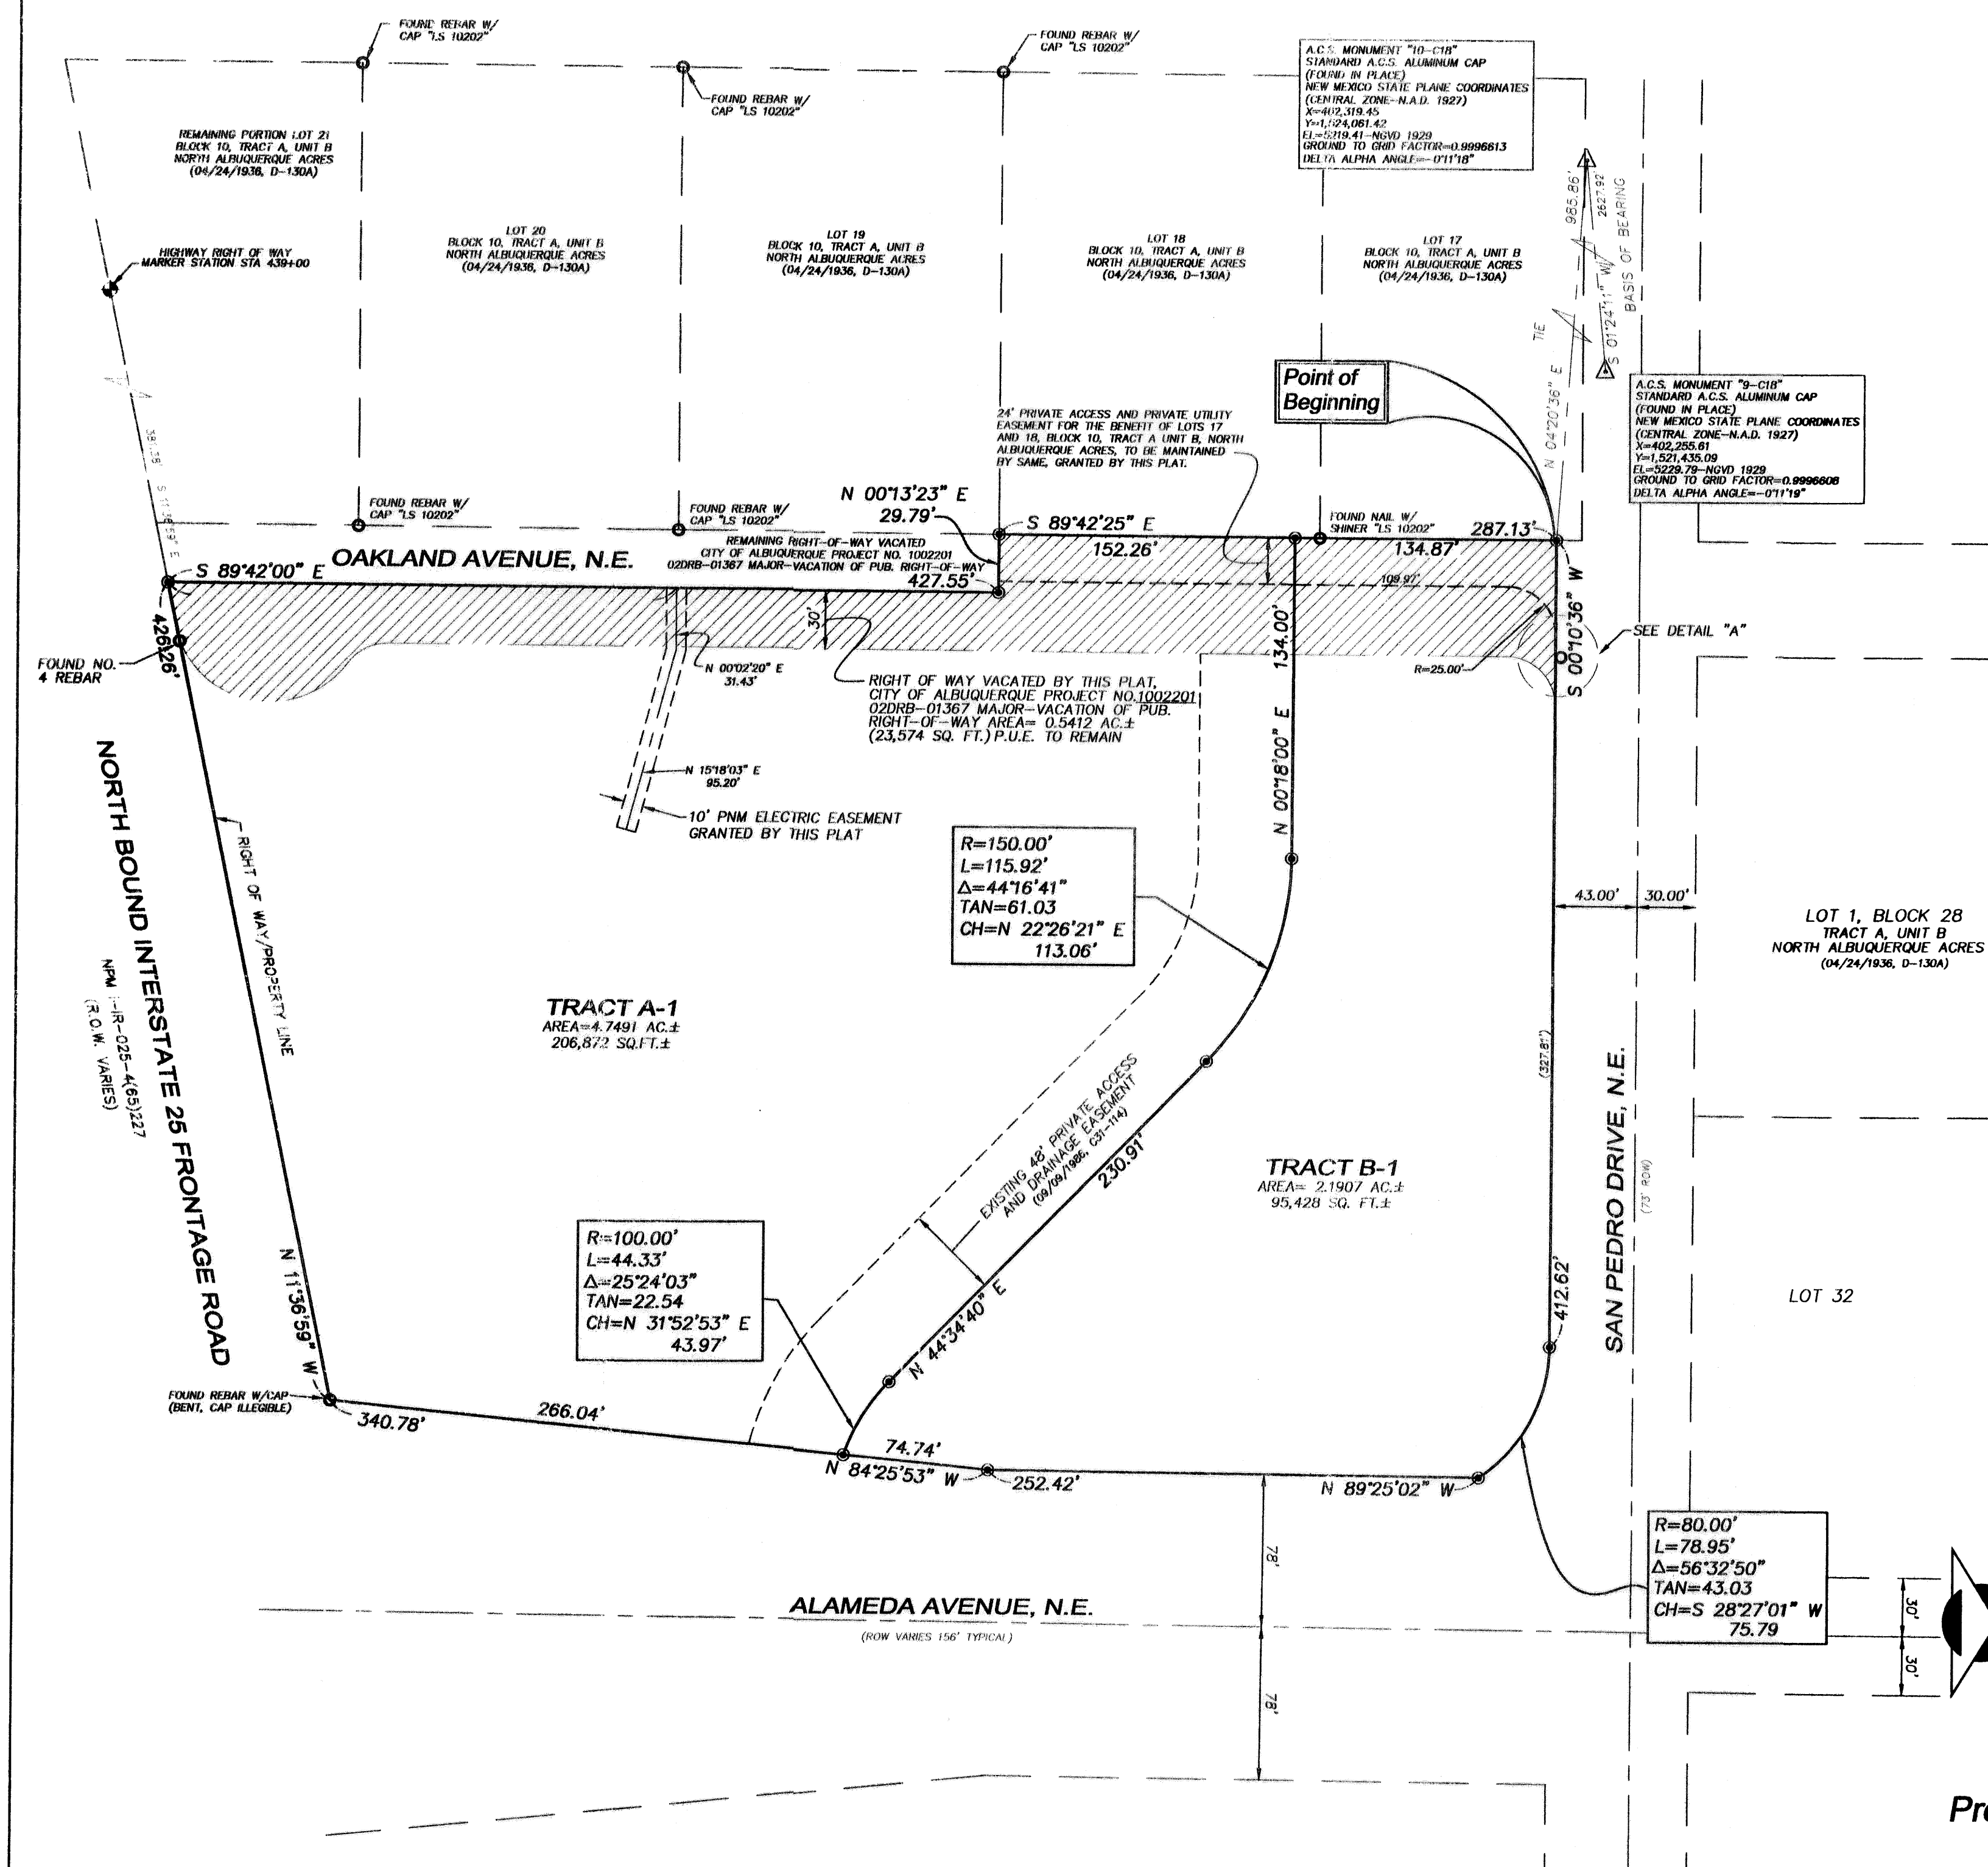 FOUND REBAR W/
CAP "LS 10202"
FOUND REBAR W/
CAP "LS 10202"
FOUND REBAR W/
CAP "LS 10202"
A.C.S. MONUMENT "10-C18"
STANDARD A.C.S. ALUMINUM CAP
(FOUND IN PLACE)
NEW MEXICO STATE PLANE COORDINATES
(CENTRAL ZONE-N.A.D. 1927)
X=402,319.45
Y=1,524,061.42
EL=5219.41-NGVD 1929
GROUND TO GRID FACTOR=0.9996613
DELTA ALPHA ANGLE=-0°11'18"
REMAINING PORTION LOT 21
BLOCK 10, TRACT A, UNIT B
NORTH ALBUQUERQUE ACRES
(04/24/1936, D-130A)
LOT 20
BLOCK 10, TRACT A, UNIT B
NORTH ALBUQUERQUE ACRES
(04/24/1936, D-130A)
LOT 19
BLOCK 10, TRACT A, UNIT B
NORTH ALBUQUERQUE ACRES
(04/24/1936, D-130A)
LOT 18
BLOCK 10, TRACT A, UNIT B
NORTH ALBUQUERQUE ACRES
(04/24/1936, D-130A)
LOT 17
BLOCK 10, TRACT A, UNIT B
NORTH ALBUQUERQUE ACRES
(04/24/1936, D-130A)
HIGHWAY RIGHT OF WAY
MARKER STATION STA 439+00
985.86'
2627.92'
S 01°24'11" W
BASIS OF BEARING
TIE
N 04°20'36" E
Point of
Beginning
A.C.S. MONUMENT "9-C18"
STANDARD A.C.S. ALUMINUM CAP
(FOUND IN PLACE)
NEW MEXICO STATE PLANE COORDINATES
(CENTRAL ZONE-N.A.D. 1927)
X=402,255.61
Y=1,521,435.09
EL=5229.79-NGVD 1929
GROUND TO GRID FACTOR=0.9996608
DELTA ALPHA ANGLE=-0°11'19"
24' PRIVATE ACCESS AND PRIVATE UTILITY
EASEMENT FOR THE BENEFIT OF LOTS 17
AND 18, BLOCK 10, TRACT A UNIT B, NORTH
ALBUQUERQUE ACRES, TO BE MAINTAINED
BY SAME, GRANTED BY THIS PLAT.
S 11°36'59" E
FOUND REBAR W/
CAP "LS 10202"
FOUND REBAR W/
CAP "LS 10202"
N 00°13'23" E
29.79'
S 89°42'25" E
152.26'
FOUND NAIL W/
SHINER "LS 10202"
287.13'
134.87'
REMAINING RIGHT-OF-WAY VACATED
CITY OF ALBUQUERQUE PROJECT NO. 1002201
02DRB-01367 MAJOR-VACATION OF PUB. RIGHT-OF-WAY
OAKLAND AVENUE, N.E.
S 89°42'00" E
427.55'
109.97'
30'
426.26'
FOUND NO.
4 REBAR
N 00°02'20" E
31.43'
RIGHT OF WAY VACATED BY THIS PLAT,
CITY OF ALBUQUERQUE PROJECT NO.1002201
02DRB-01367 MAJOR-VACATION OF PUB.
RIGHT-OF-WAY AREA= 0.5412 AC.±
(23,574 SQ. FT.) P.U.E. TO REMAIN
134.00'
N 00°18'00" E
R=25.00'
S 00°10'36" W
SEE DETAIL "A"
N 15°18'03" E
95.20'
10' PNM ELECTRIC EASEMENT
GRANTED BY THIS PLAT
R=150.00'
L=115.92'
Δ=44°16'41"
TAN=61.03
CH=N 22°26'21" E
113.06'
43.00'
30.00'
LOT 1, BLOCK 28
TRACT A, UNIT B
NORTH ALBUQUERQUE ACRES
(04/24/1936, D-130A)
NORTH BOUND INTERSTATE 25 FRONTAGE ROAD
(R.O.W. VARIES)
RIGHT OF WAY/PROPERTY LINE
TRACT A-1
AREA=4.7491 AC.±
206,872 SQ.FT.±
EXISTING 48' PRIVATE ACCESS
AND DRAINAGE EASEMENT
(09/09/1986, C31-114)
230.91'
N 44°34'40" E
TRACT B-1
AREA= 2.1907 AC.±
95,428 SQ. FT.±
(327.81')
412.62'
SAN PEDRO DRIVE, N.E.
(73' ROW)
LOT 32
R=100.00'
L=44.33'
Δ=25°24'03"
TAN=22.54
CH=N 31°52'53" E
43.97'
N 11°36'59" W
FOUND REBAR W/CAP
(BENT, CAP ILLEGIBLE)
340.78'
266.04'
74.74'
N 84°25'53" W
252.42'
N 89°25'02" W
R=80.00'
L=78.95'
Δ=56°32'50"
TAN=43.03
CH=S 28°27'01" W
75.79
78'
ALAMEDA AVENUE, N.E.
(ROW VARIES 156' TYPICAL)
78'
30'
30'